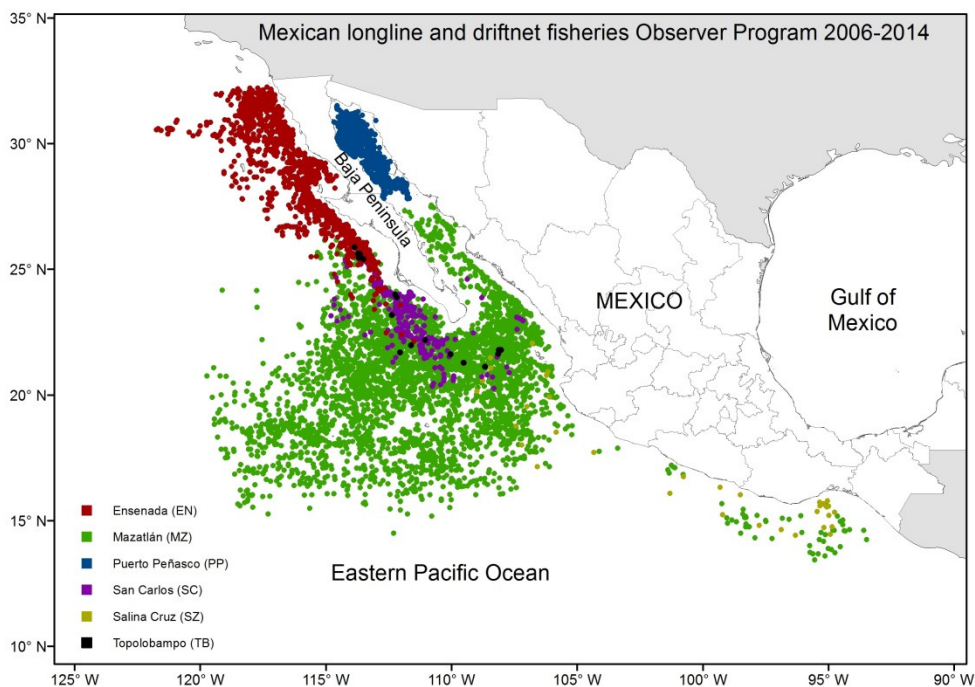 Mexican longline and driftnet fisheries Observer Program 2006-2014
35° N
30° N
25° N
20° N
15° N
10° N
Baja Peninsula
MEXICO
Gulf of
Mexico
Eastern Pacific Ocean
Ensenada (EN)
Mazatlán (MZ)
Puerto Peñasco (PP)
San Carlos (SC)
Salina Cruz (SZ)
Topolobampo (TB)
125° W 120° W 115° W 110° W 105° W 100° W 95° W 90° W